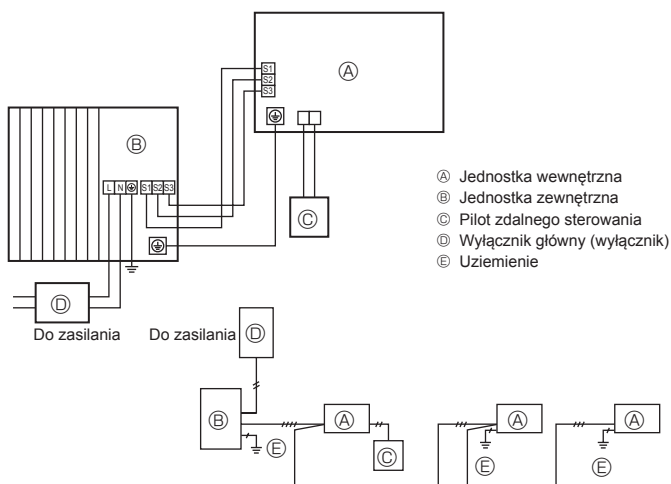 S1
S2
S3
Ⓐ
Ⓑ
L N S1 S2 S3
Ⓒ
Ⓐ Jednostka wewnętrzna
Ⓑ Jednostka zewnętrzna
Ⓒ Pilot zdalnego sterowania
Ⓓ Wyłącznik główny (wyłącznik)
Ⓔ Uziemienie
Ⓓ
Do zasilania
Do zasilania Ⓓ
Ⓑ Ⓐ Ⓐ Ⓐ
Ⓔ Ⓒ Ⓔ Ⓔ